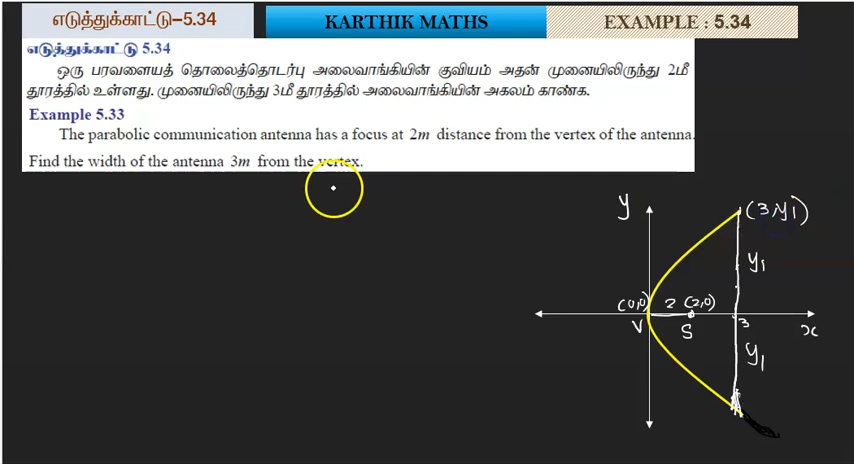 எடுத்துக்காட்டு–5.34
KARTHIK MATHS
EXAMPLE : 5.34
எடுத்துக்காட்டு 5.34
ஒரு பரவளையத் தொலைத்தொடர்பு அலைவாங்கியின் குவியம் அதன் முனையிலிருந்து 2மீ
தூரத்தில் உள்ளது. முனையிலிருந்து 3மீ தூரத்தில் அலைவாங்கியின் அகலம் காண்க.
Example 5.33
The parabolic communication antenna has a focus at 2m distance from the vertex of the antenna.
Find the width of the antenna 3m from the vertex.
y
(3,y1)
y1
(0,0) 2 (2,0)
V S 3 x
y1